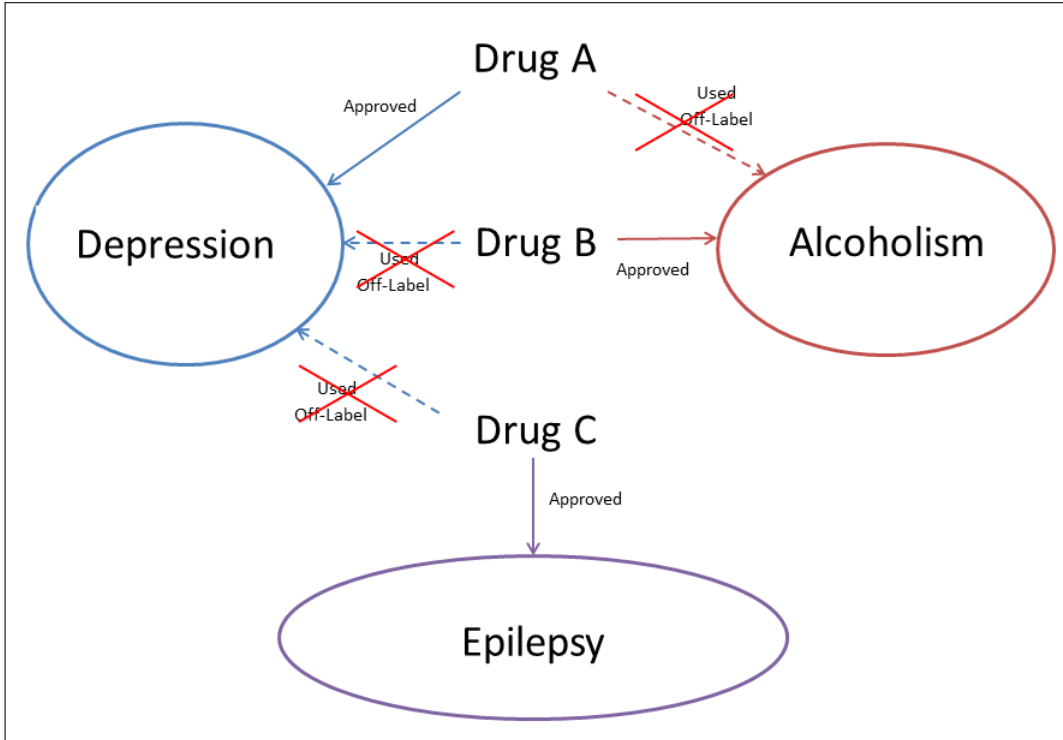 Drug A
Used
Off-Label
Approved
Depression
Drug B
Alcoholism
Used
Off-Label
Approved
Used
Off-Label
Drug C
Approved
Epilepsy